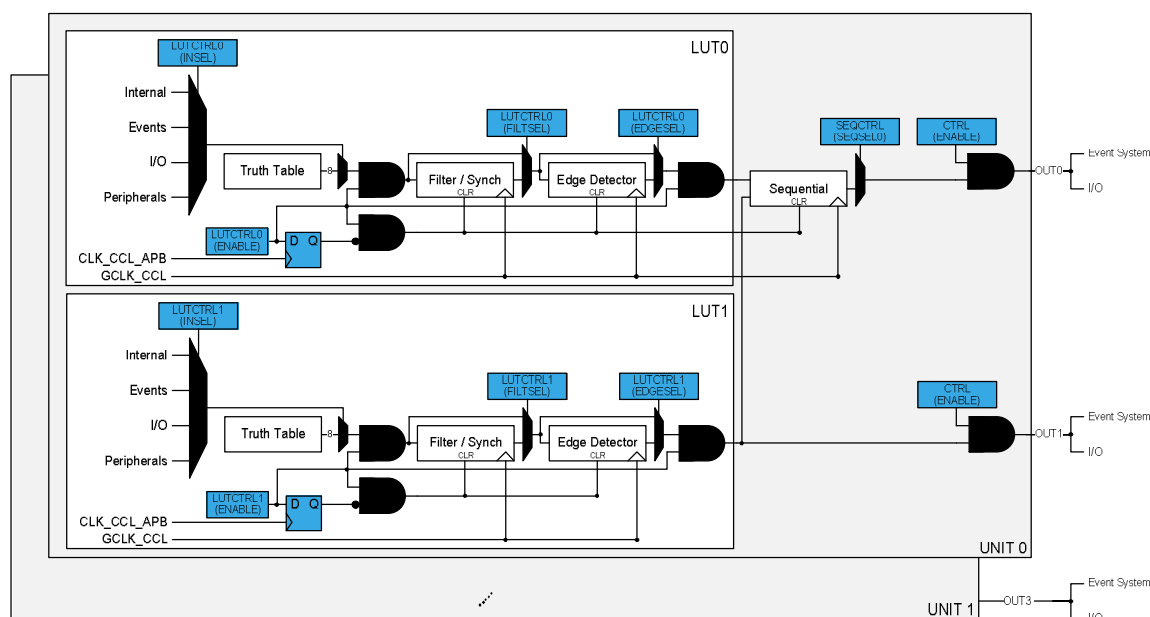 LUT0
LUTCTRL0
(INSEL)
Internal
Events
I/O
Peripherals
Truth Table
8
LUTCTRL0
(FILTSEL)
LUTCTRL0
(EDGESEL)
Filter / Synch
CLR
Edge Detector
CLR
LUTCTRL0
(ENABLE)
D Q
CLK_CCL_APB
GCLK_CCL
SEQCTRL
(SEQSEL0)
Sequential
CLR
CTRL
(ENABLE)
OUT0
Event System
I/O
LUT1
LUTCTRL1
(INSEL)
Internal
Events
I/O
Peripherals
Truth Table
8
LUTCTRL1
(FILTSEL)
LUTCTRL1
(EDGESEL)
Filter / Synch
CLR
Edge Detector
CLR
LUTCTRL1
(ENABLE)
D Q
CLK_CCL_APB
GCLK_CCL
CTRL
(ENABLE)
OUT1
Event System
I/O
UNIT 0
Event System
OUT3
UNIT 1
I/O